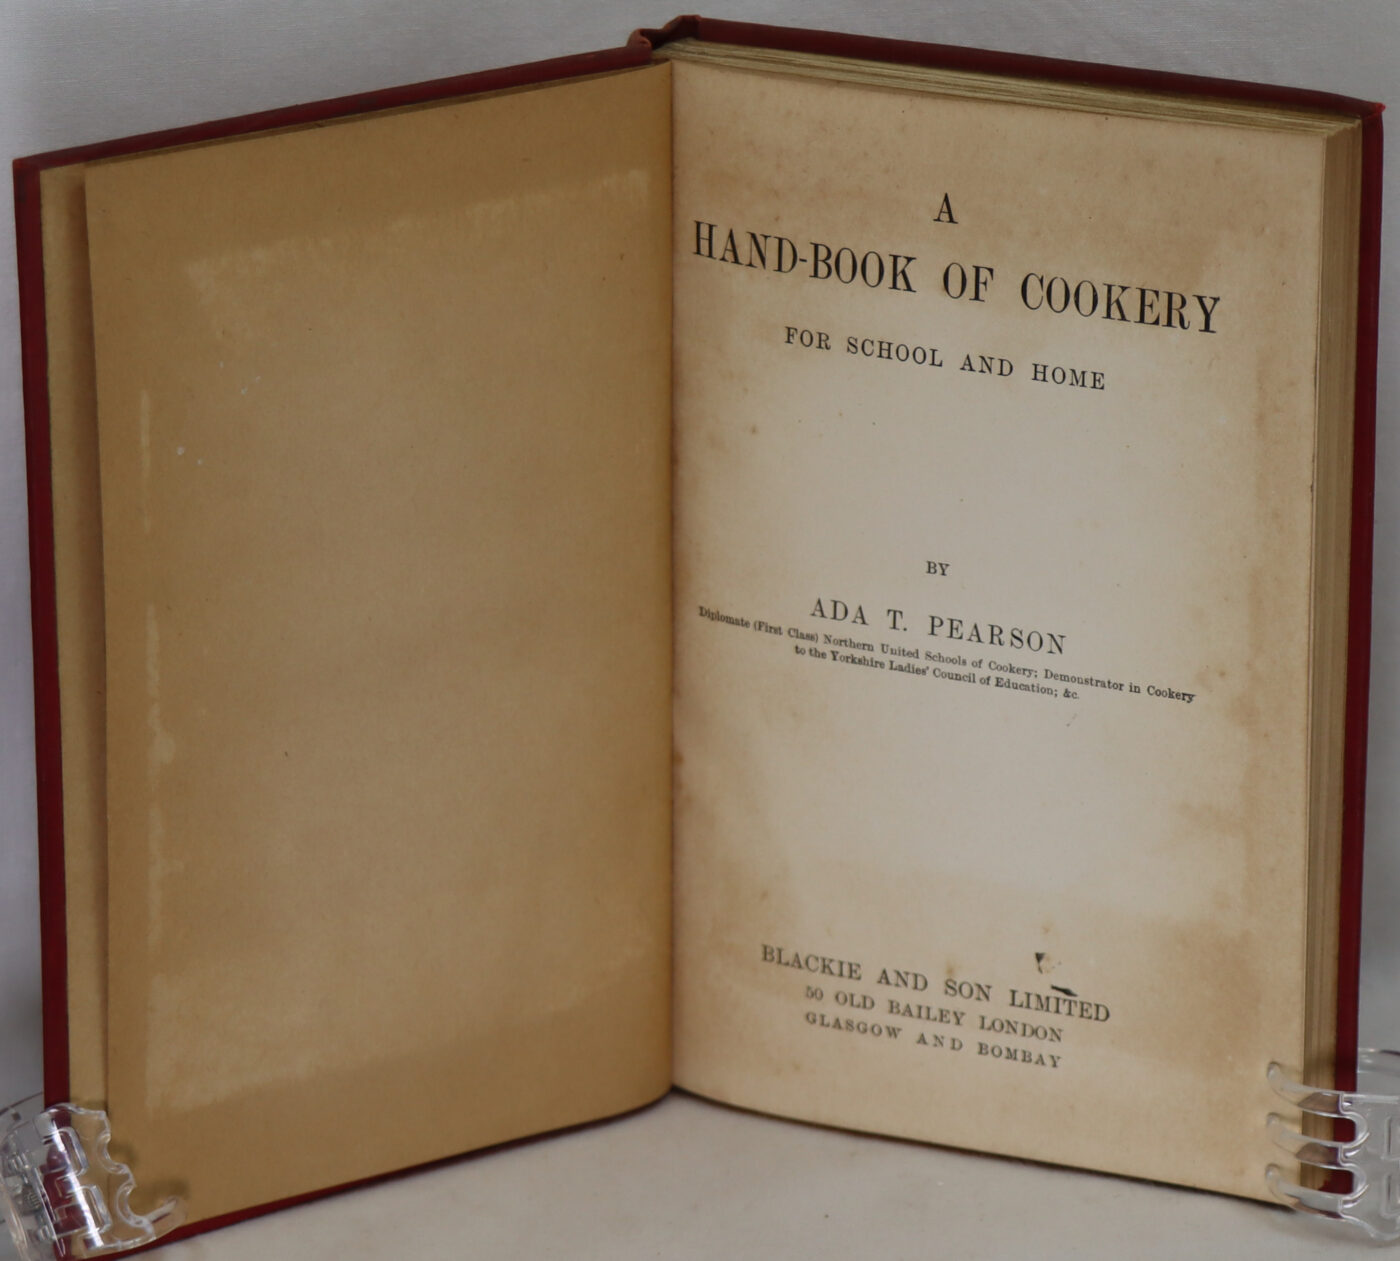 A
HAND-BOOK OF COOKERY
FOR SCHOOL AND HOME
BY
ADA T. PEARSON
Diplomate (First Class) Northern United Schools of Cookery; Demonstrator in Cookery
to the Yorkshire Ladies' Council of Education; &c.
BLACKIE AND SON LIMITED
50 OLD BAILEY LONDON
GLASGOW AND BOMBAY